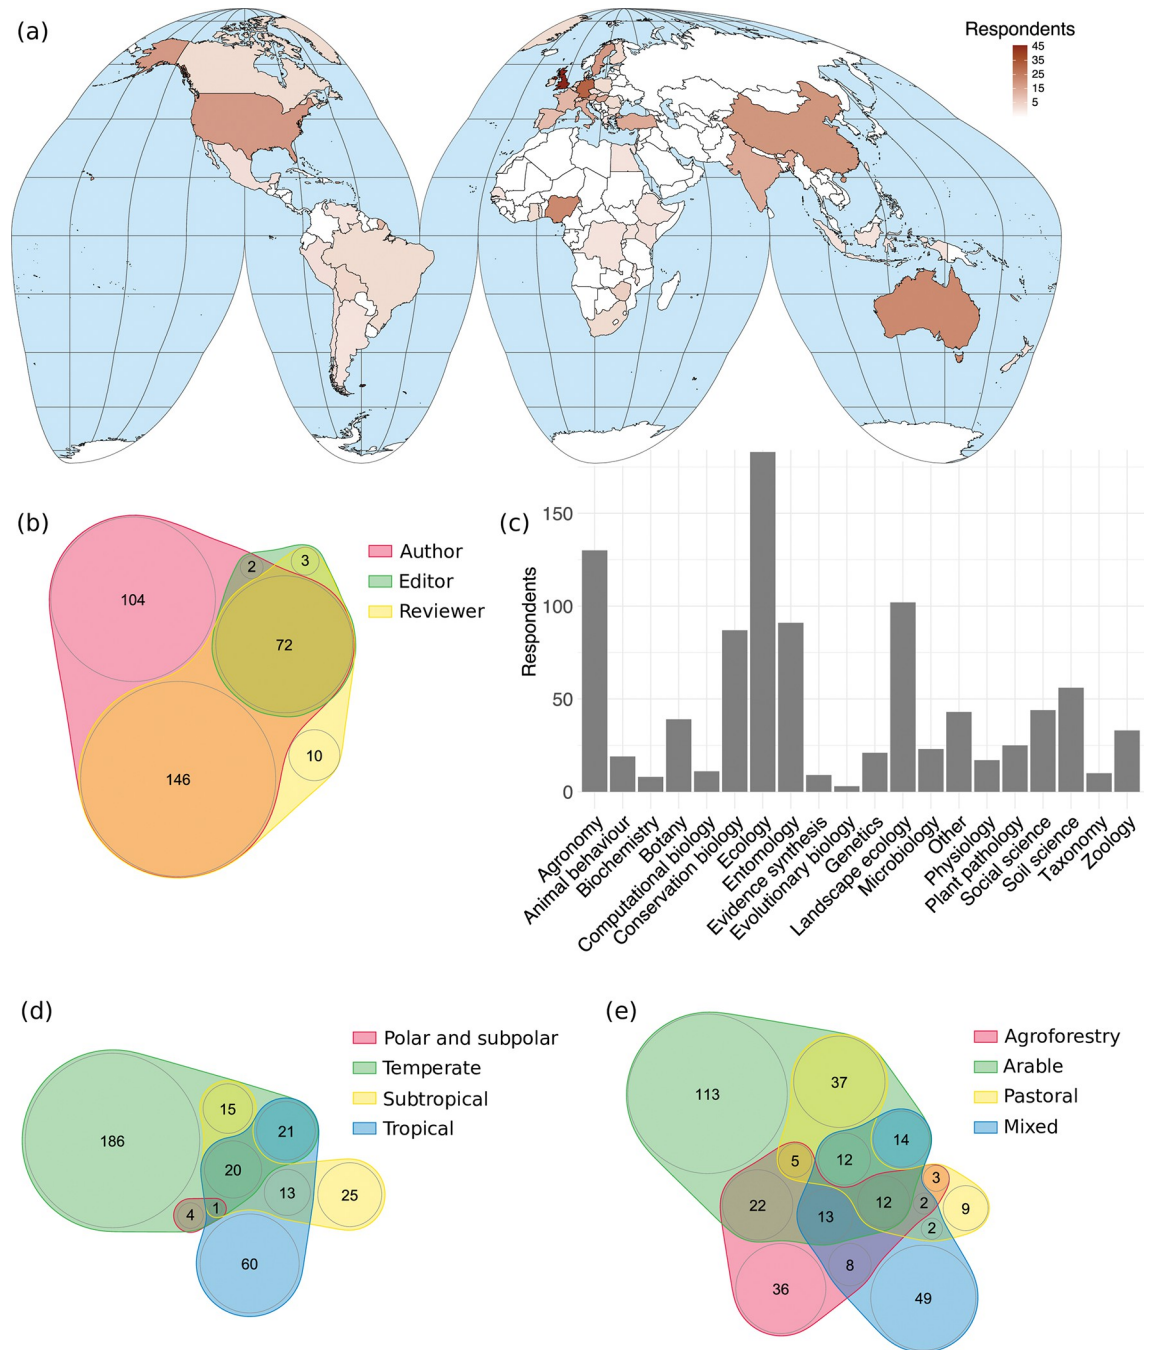 (a)
Respondents
45
35
25
15
5
(b)
104
2
3
72
146
10
Author
Editor
Reviewer
(c)
Respondents
150
100
50
0
Agronomy
Animal behaviour
Biochemistry
Botany
Computational biology
Conservation biology
Ecology
Entomology
Evidence synthesis
Evolutionary biology
Genetics
Landscape ecology
Microbiology
Other
Physiology
Plant pathology
Social science
Soil science
Taxonomy
Zoology
(d)
186
15
21
20
13
25
4
1
60
Polar and subpolar
Temperate
Subtropical
Tropical
(e)
113
37
14
12
5
3
22
13
12
2
9
2
8
36
49
Agroforestry
Arable
Pastoral
Mixed